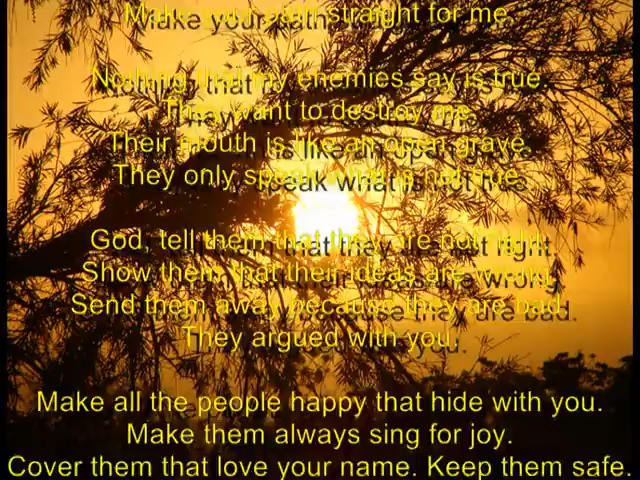 Make your path straight for me.
Nothing that my enemies say is true.
They want to destroy me.
Their mouth is like an open grave.
They only speak what is not true.
God, tell them that they are not right.
Show them that their ideas are wrong.
Send them away because they are bad.
They argued with you.
Make all the people happy that hide with you.
Make them always sing for joy.
Cover them that love your name. Keep them safe.